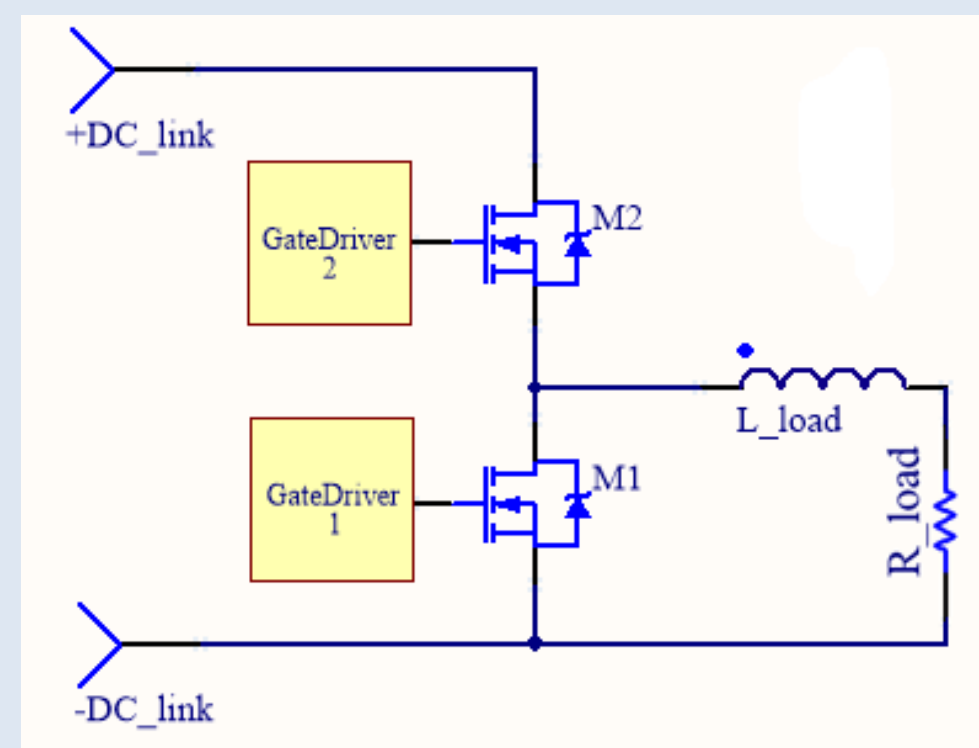 +DC_link
GateDriver
2
M2
L_load
GateDriver
1
M1
R_load
-DC_link